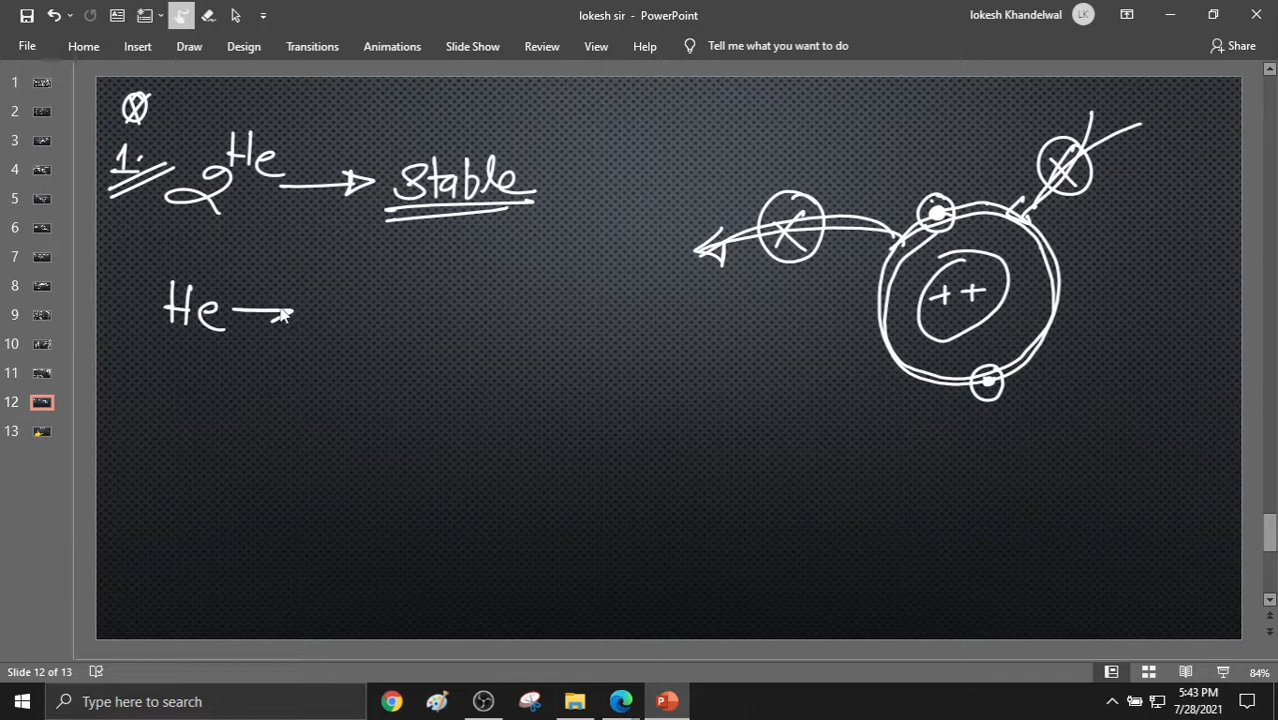 lokesh sir - PowerPoint
lokesh Khandelwal LK
File Home Insert Draw Design Transitions Animations Slide Show Review View Help Tell me what you want to do Share
1
2
3
4
5
6
7
8
9
10
11
12
13
1. 2He → Stable
He →
++
Slide 12 of 13
84%
Type here to search
5:43 PM
7/28/2021